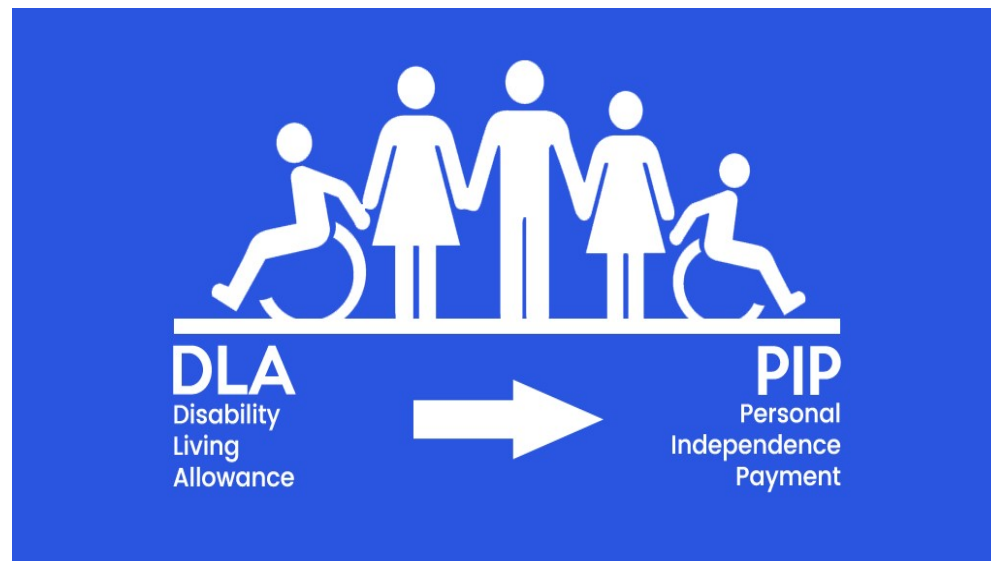 DLA
Disability
Living
Allowance
PIP
Personal
Independence
Payment